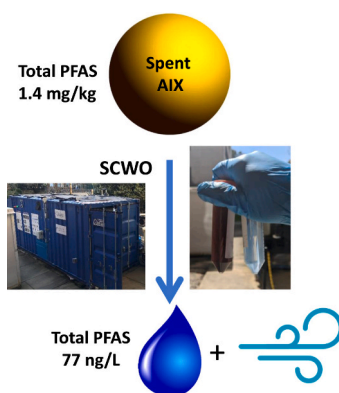 Spent
AIX
Total PFAS
1.4 mg/kg
SCWO
Total PFAS
77 ng/L
+